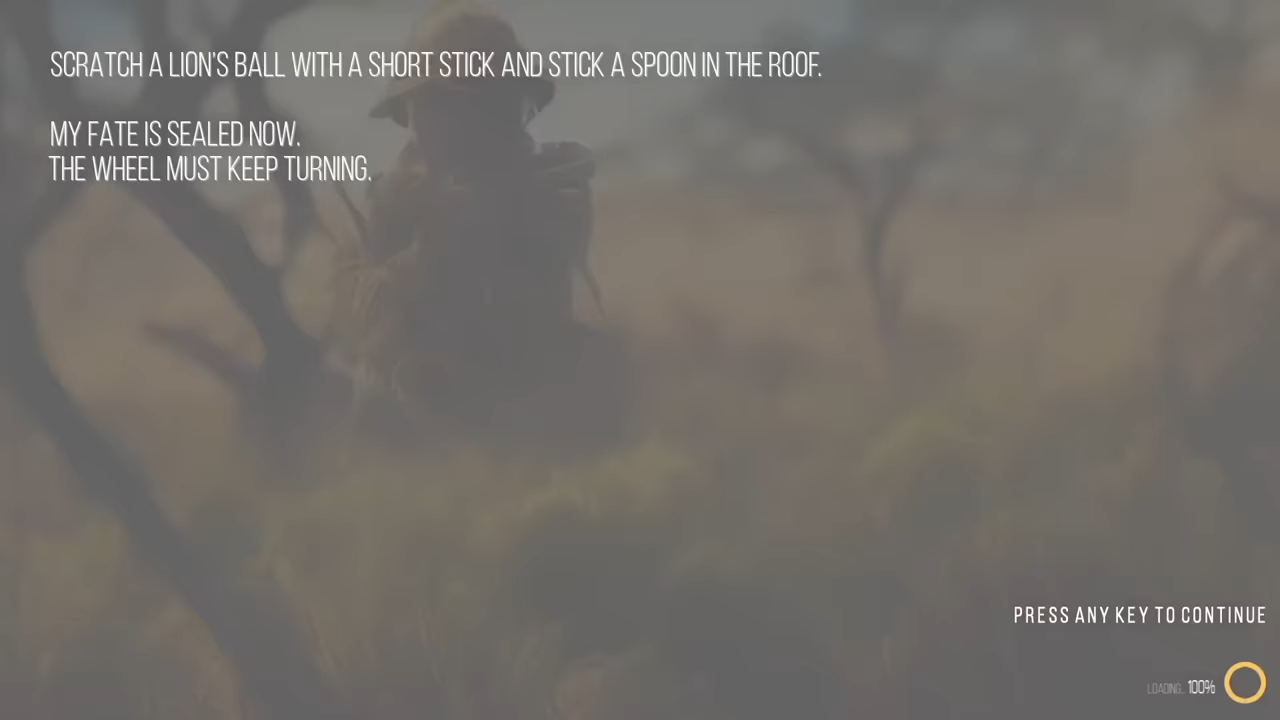 SCRATCH A LION'S BALL WITH A SHORT STICK AND STICK A SPOON IN THE ROOF.
MY FATE IS SEALED NOW.
THE WHEEL MUST KEEP TURNING.
PRESS ANY KEY TO CONTINUE
LOADING... 100%